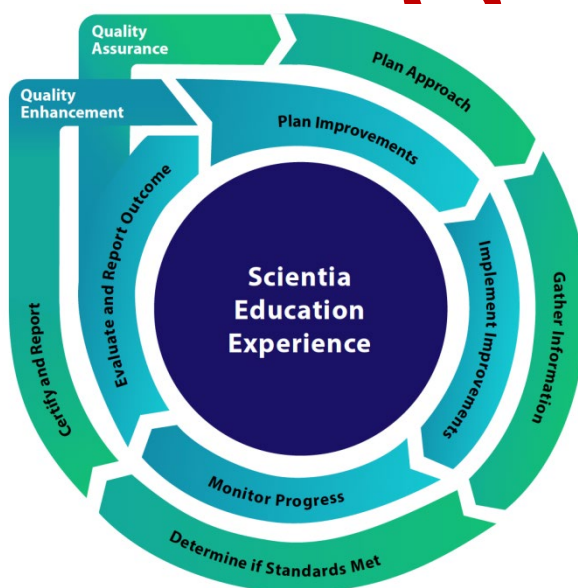 Quality
Assurance
Plan Approach
Quality
Enhancement
Plan Improvements
Evaluate and Report Outcome
Scientia
Education
Experience
Implement Improvements
Gather Information
Certify and Report
Monitor Progress
Determine if Standards Met